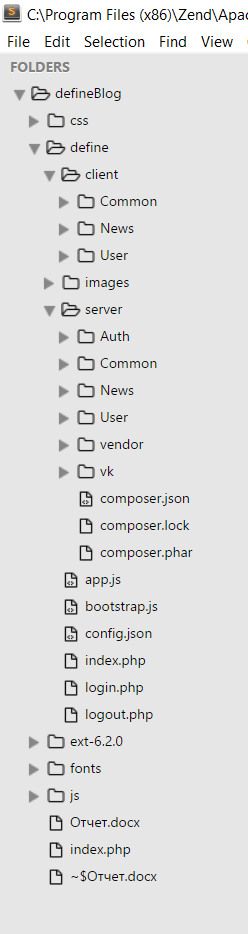 C:\Program Files (x86)\Zend\Apac
File Edit Selection Find View
FOLDERS
defineBlog
css
define
client
Common
News
User
images
server
Auth
Common
News
User
vendor
vk
composer.json
composer.lock
composer.phar
app.js
bootstrap.js
config.json
index.php
login.php
logout.php
ext-6.2.0
fonts
js
Отчет.docx
index.php
~$Отчет.docx